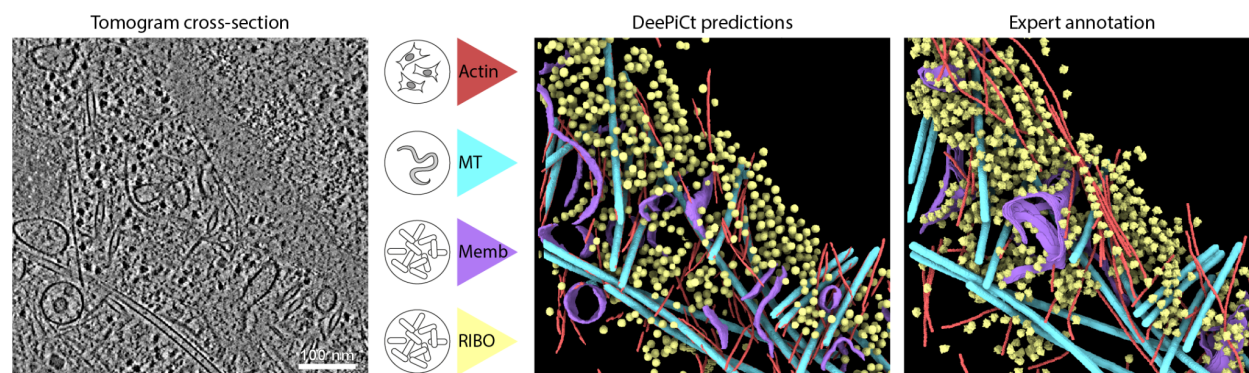 Tomogram cross-section
DeePiCt predictions
Expert annotation
Actin
MT
Memb
RIBO
100 nm